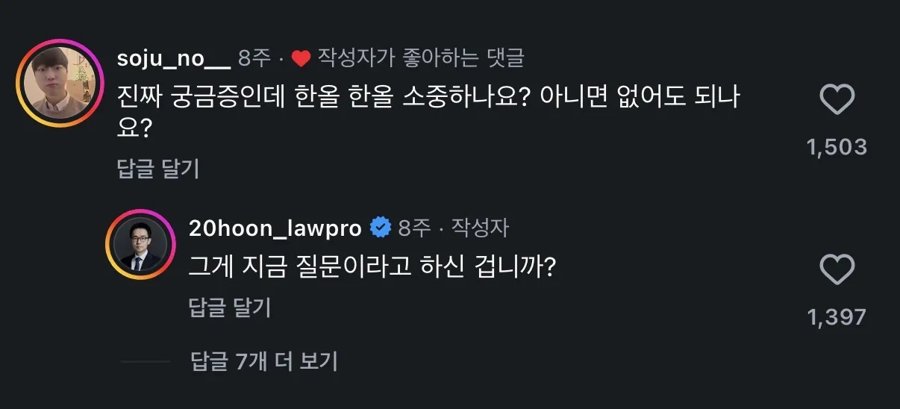 soju_no__ 8주 · ♥ 작성자가 좋아하는 댓글
진짜 궁금증인데 한올 한올 소중하나요? 아니면 없어도 되나
요?
1,503
답글 달기
20hoon_lawpro 8주 · 작성자
그게 지금 질문이라고 하신 겁니까?
답글 달기
1,397
답글 7개 더 보기